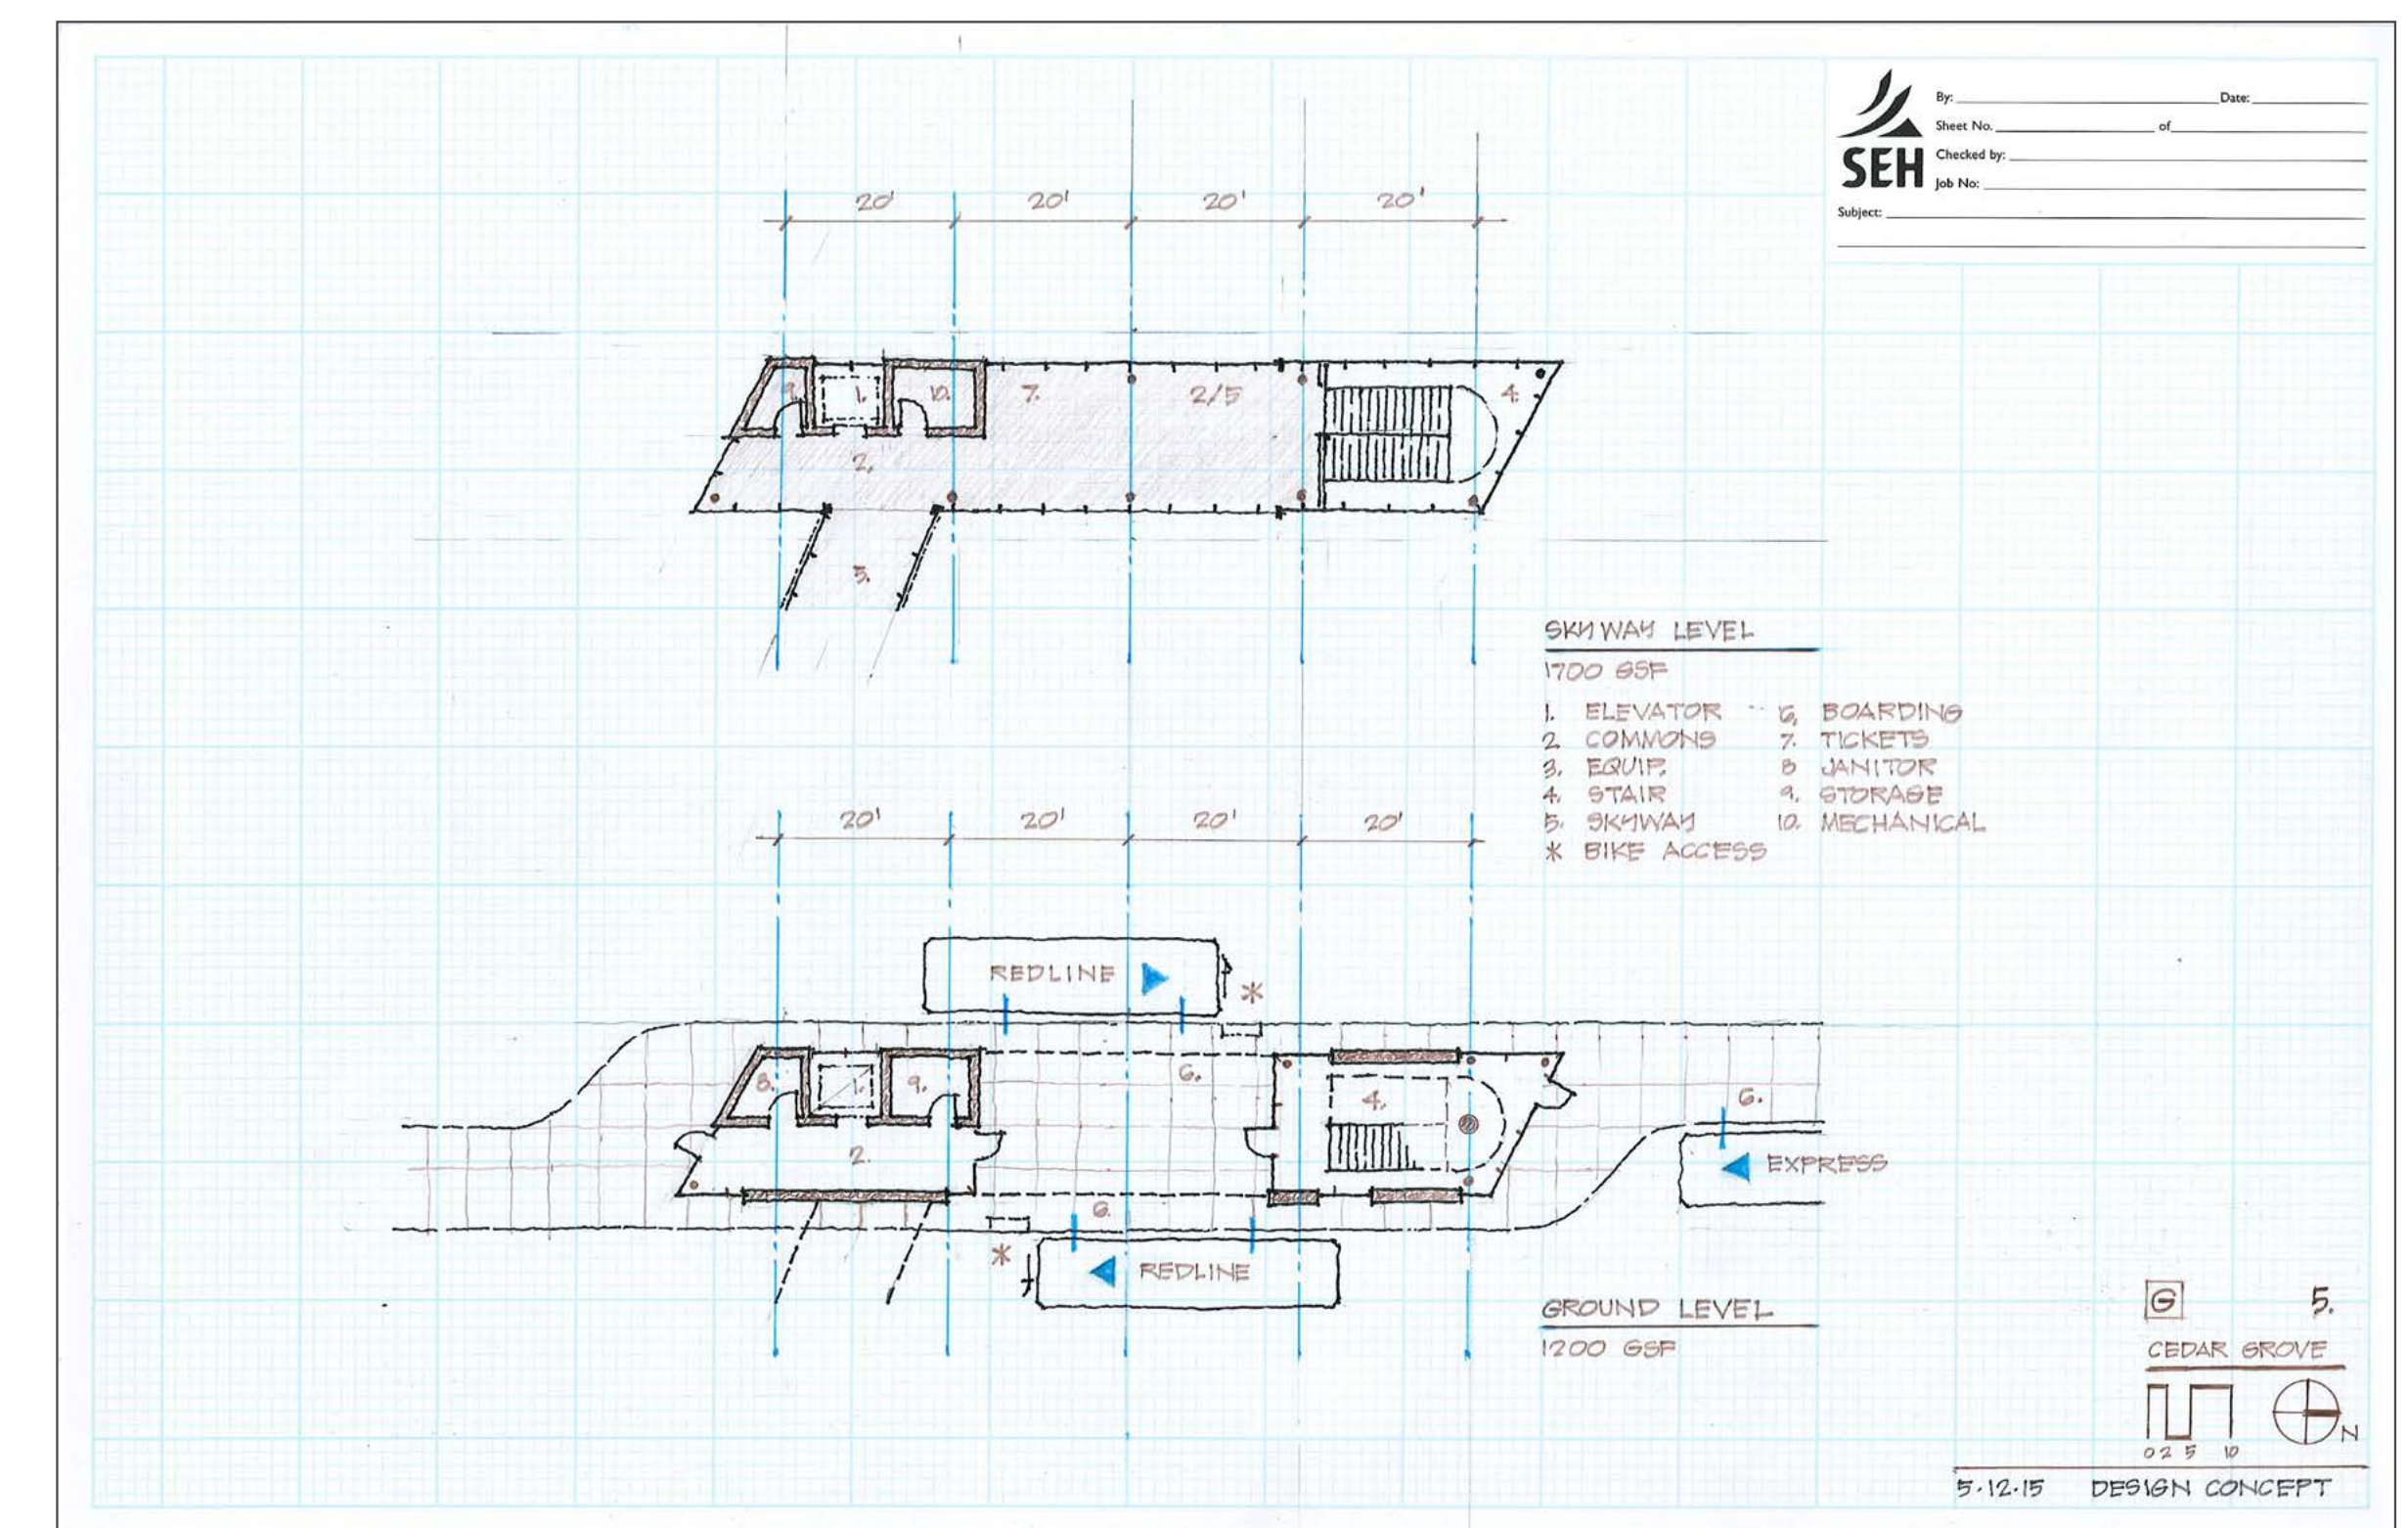 SEH
By: Date:
Sheet No. of
Checked by:
Job No:
Subject:
20' 20' 20' 20'
9. 1. 10. 7. 2/5 4.
2.
5.
SKYWAY LEVEL
1700 GSF
1. ELEVATOR 6. BOARDING
2 COMMONS 7. TICKETS
3. EQUIP. 8 JANITOR
4. STAIR 9. STORAGE
5. SKYWAY 10. MECHANICAL
* BIKE ACCESS
20' 20' 20' 20'
REDLINE
*
8. 1. 9. 6. 4. 6.
2.
EXPRESS
6.
*
REDLINE
GROUND LEVEL
1200 GSF
G 5.
CEDAR GROVE
0 2 5 10 N
5.12.15 DESIGN CONCEPT